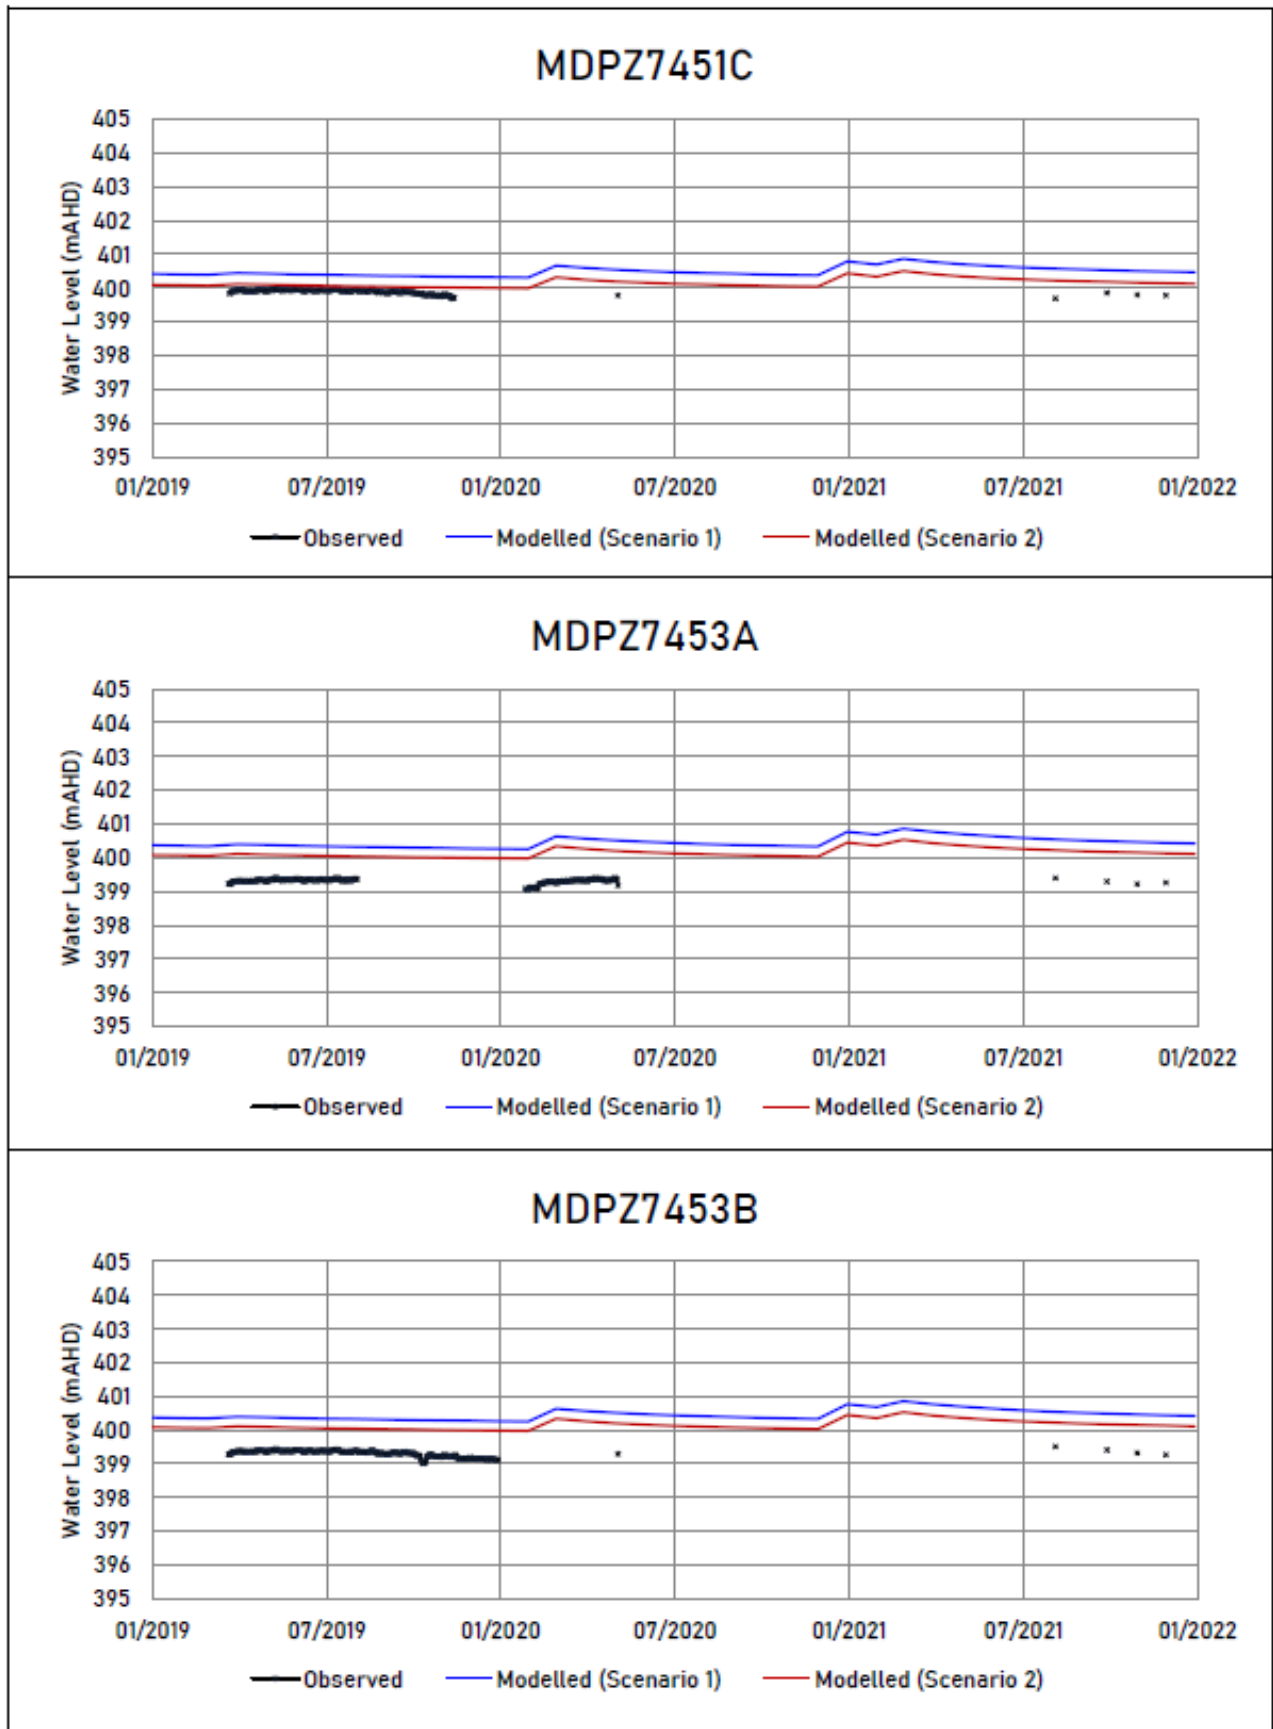 MDPZ7451C
405
404
403
402
401
400
399
398
397
396
395
Water Level (mAHD)
01/2019 07/2019 01/2020 07/2020 01/2021 07/2021 01/2022
Observed Modelled (Scenario 1) Modelled (Scenario 2)
MDPZ7453A
405
404
403
402
401
400
399
398
397
396
395
Water Level (mAHD)
01/2019 07/2019 01/2020 07/2020 01/2021 07/2021 01/2022
Observed Modelled (Scenario 1) Modelled (Scenario 2)
MDPZ7453B
405
404
403
402
401
400
399
398
397
396
395
Water Level (mAHD)
01/2019 07/2019 01/2020 07/2020 01/2021 07/2021 01/2022
Observed Modelled (Scenario 1) Modelled (Scenario 2)